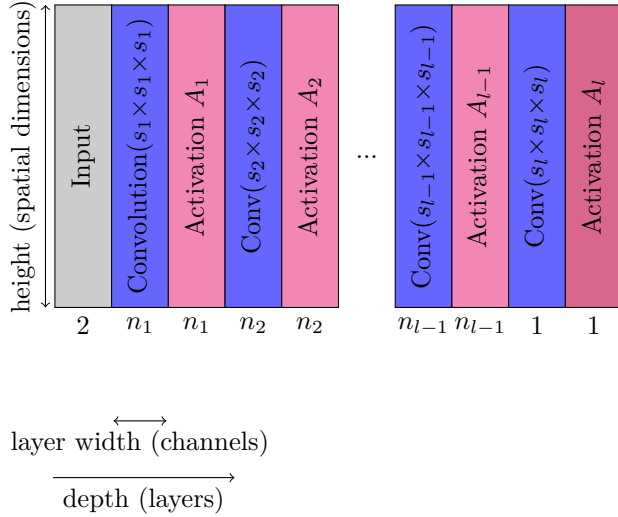 height (spatial dimensions)
Input
Convolution(s₁×s₁×s₁)
Activation A₁
Conv(s₂×s₂×s₂)
Activation A₂
...
Conv(sₗ₋₁×sₗ₋₁×sₗ₋₁)
Activation Aₗ₋₁
Conv(sₗ×sₗ×sₗ)
Activation Aₗ
2 n₁ n₁ n₂ n₂ nₗ₋₁ nₗ₋₁ 1 1
layer width (channels)
depth (layers)